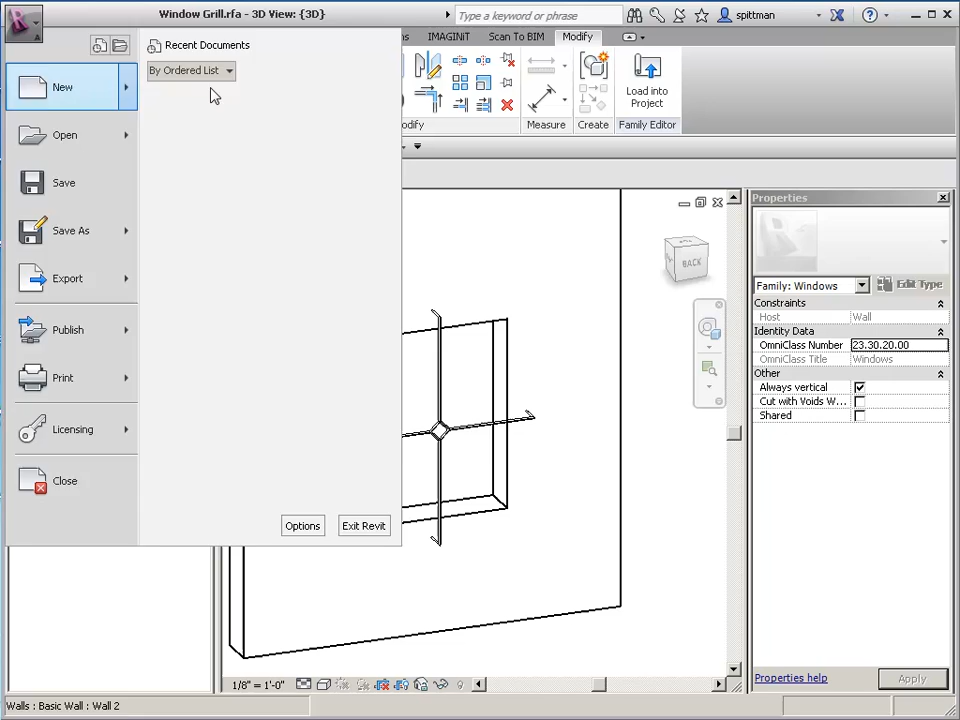 Window Grill.rfa - 3D View: {3D}
Type a keyword or phrase
spittman
IMAGINiT
Scan To BIM
Modify
Recent Documents
By Ordered List
New
Open
Save
Save As
Export
Publish
Print
Licensing
Close
Options
Exit Revit
Load into
Project
Measure
Create
Family Editor
BACK
Properties
Family: Windows
Edit Type
Constraints
Host
Wall
Identity Data
OmniClass Number
23.30.20.00
OmniClass Title
Windows
Other
Always vertical
Cut with Voids W...
Shared
Properties help
Apply
1/8" = 1'-0"
Walls : Basic Wall : Wall 2